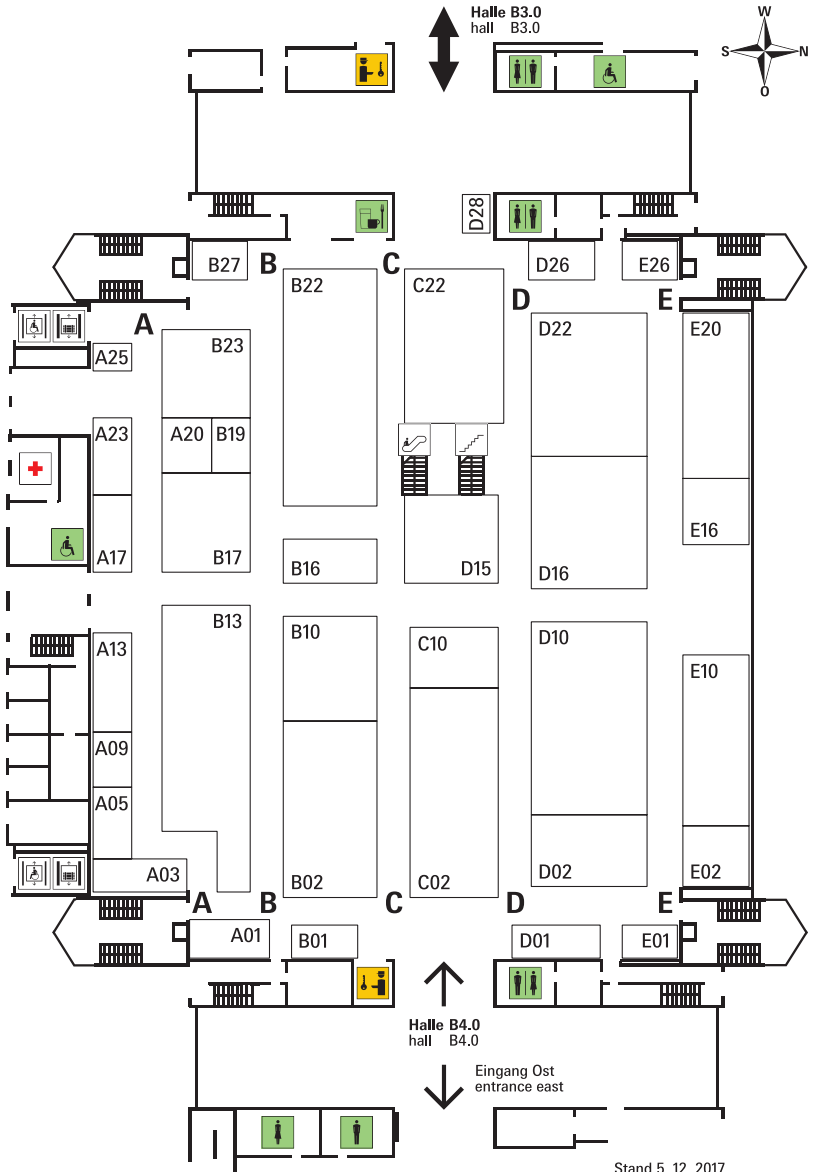 Halle B3.0
hall B3.0
W
S
N
O
D28
B27
B
C
D26
E26
B22
C22
D
E
A
A25
B23
D22
E20
A23
A20
B19
A17
B17
B16
D15
D16
E16
A13
B13
B10
C10
D10
E10
A09
A05
A03
B02
C02
D02
E02
A
B
C
D
E
A01
B01
D01
E01
Halle B4.0
hall B4.0
Eingang Ost
entrance east
Stand 5. 12. 2017